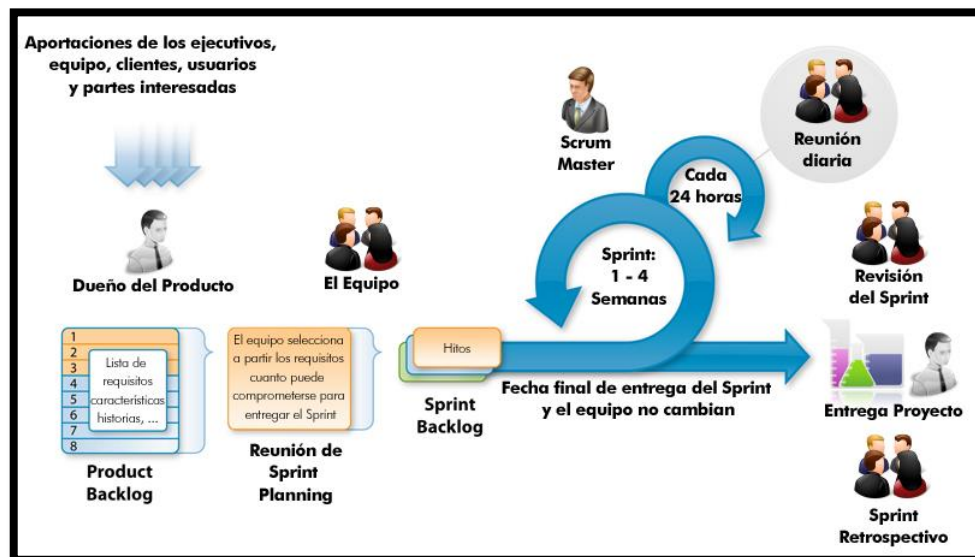 Aportaciones de los ejecutivos,
equipo, clientes, usuarios
y partes interesadas
Dueño del Producto
El Equipo
Scrum
Master
Cada
24 horas
Reunión
diaria
Sprint:
1 - 4
Semanas
Revisión
del Sprint
1
2
3
4
5
6
7
8
Lista de
requisitos
características
historias, ...
Product
Backlog
El equipo selecciona
a partir los requisitos
cuanto puede
comprometerse para
entregar el Sprint
Reunión de
Sprint
Planning
Hitos
Sprint
Backlog
Fecha final de entrega del Sprint
y el equipo no cambian
Entrega Proyecto
Sprint
Retrospectivo